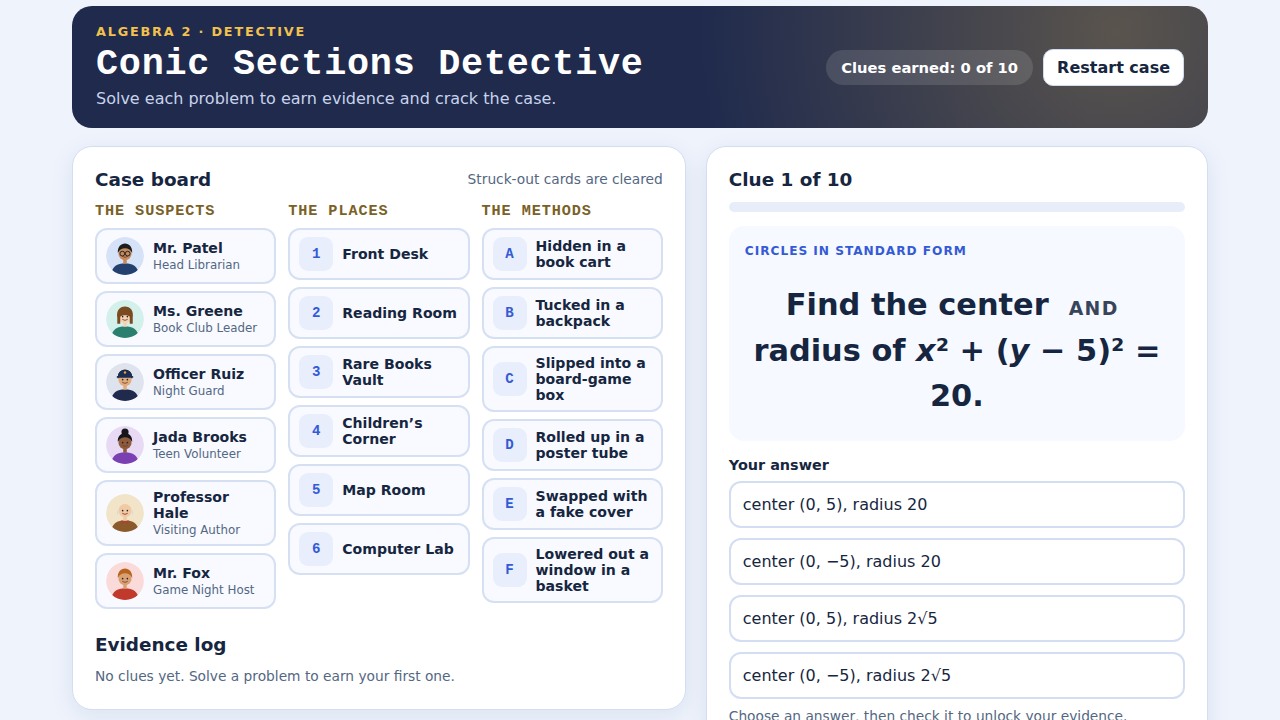 ALGEBRA 2 · DETECTIVE
Conic Sections Detective
Solve each problem to earn evidence and crack the case.
Clues earned: 0 of 10
Restart case
Case board
Struck-out cards are cleared
THE SUSPECTS
Mr. Patel
Head Librarian
Ms. Greene
Book Club Leader
Officer Ruiz
Night Guard
Jada Brooks
Teen Volunteer
Professor
Hale
Visiting Author
Mr. Fox
Game Night Host
THE PLACES
1 Front Desk
2 Reading Room
3 Rare Books
Vault
4 Children’s
Corner
5 Map Room
6 Computer Lab
THE METHODS
A Hidden in a
book cart
B Tucked in a
backpack
C Slipped into a
board-game
box
D Rolled up in a
poster tube
E Swapped with
a fake cover
F Lowered out a
window in a
basket
Evidence log
No clues yet. Solve a problem to earn your first one.
Clue 1 of 10
CIRCLES IN STANDARD FORM
Find the center AND
radius of x² + (y − 5)² =
20.
Your answer
center (0, 5), radius 20
center (0, −5), radius 20
center (0, 5), radius 2√5
center (0, −5), radius 2√5
Choose an answer, then check it to unlock your evidence.